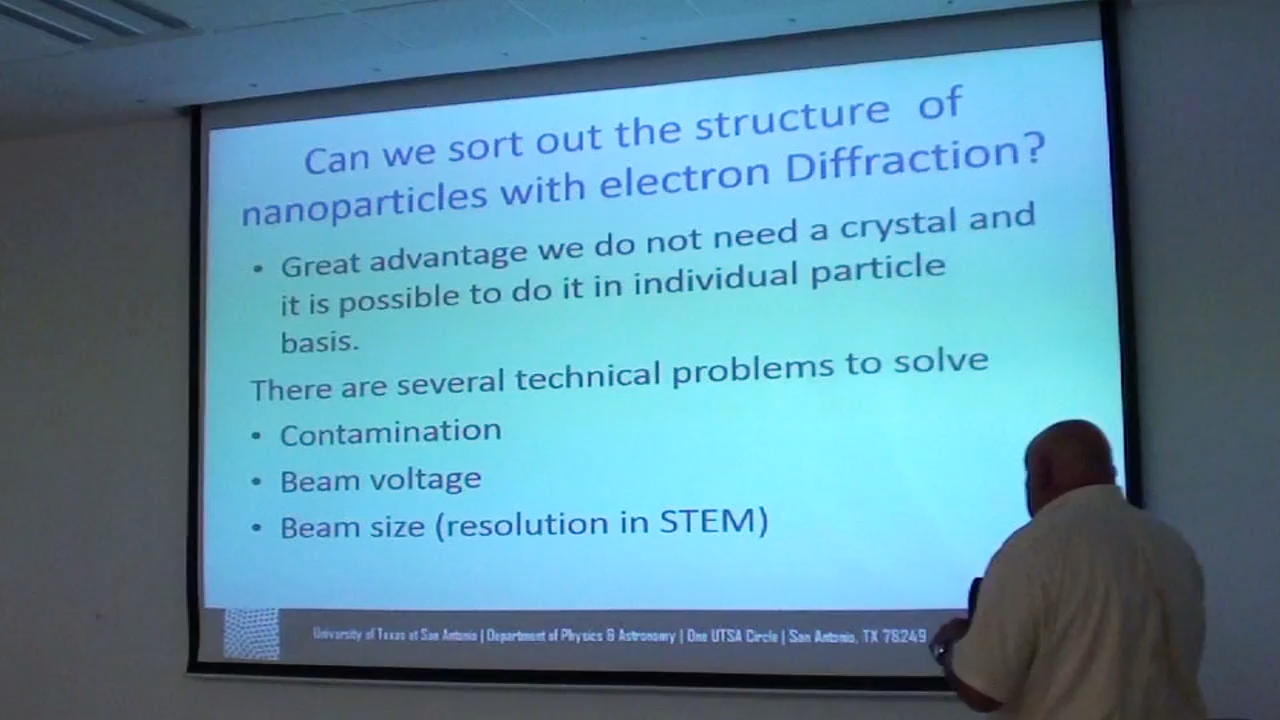 Can we sort out the structure of
nanoparticles with electron Diffraction?
• Great advantage we do not need a crystal and
it is possible to do it in individual particle
basis.
There are several technical problems to solve
• Contamination
• Beam voltage
• Beam size (resolution in STEM)
University of Texas at San Antonio | Department of Physics & Astronomy | One UTSA Circle | San Antonio, TX 78249